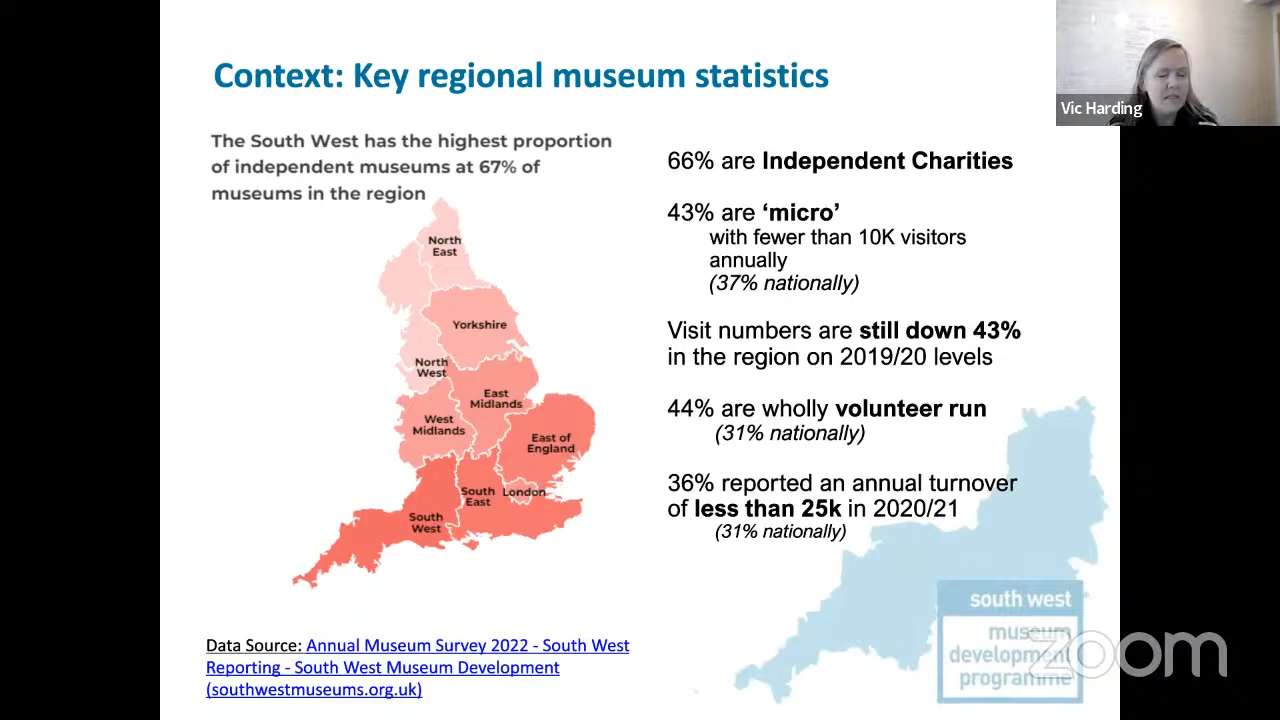 Context: Key regional museum statistics
Vic Harding
The South West has the highest proportion
of independent museums at 67% of
museums in the region
North
East
Yorkshire
North
West
East
Midlands
West
Midlands
East of
England
South
East
London
South
West
66% are Independent Charities
43% are ‘micro’
with fewer than 10K visitors
annually
(37% nationally)
Visit numbers are still down 43%
in the region on 2019/20 levels
44% are wholly volunteer run
(31% nationally)
36% reported an annual turnover
of less than 25k in 2020/21
(31% nationally)
Data Source: Annual Museum Survey 2022 - South West
Reporting - South West Museum Development
(southwestmuseums.org.uk)
south west
museum
development
programme
zoom